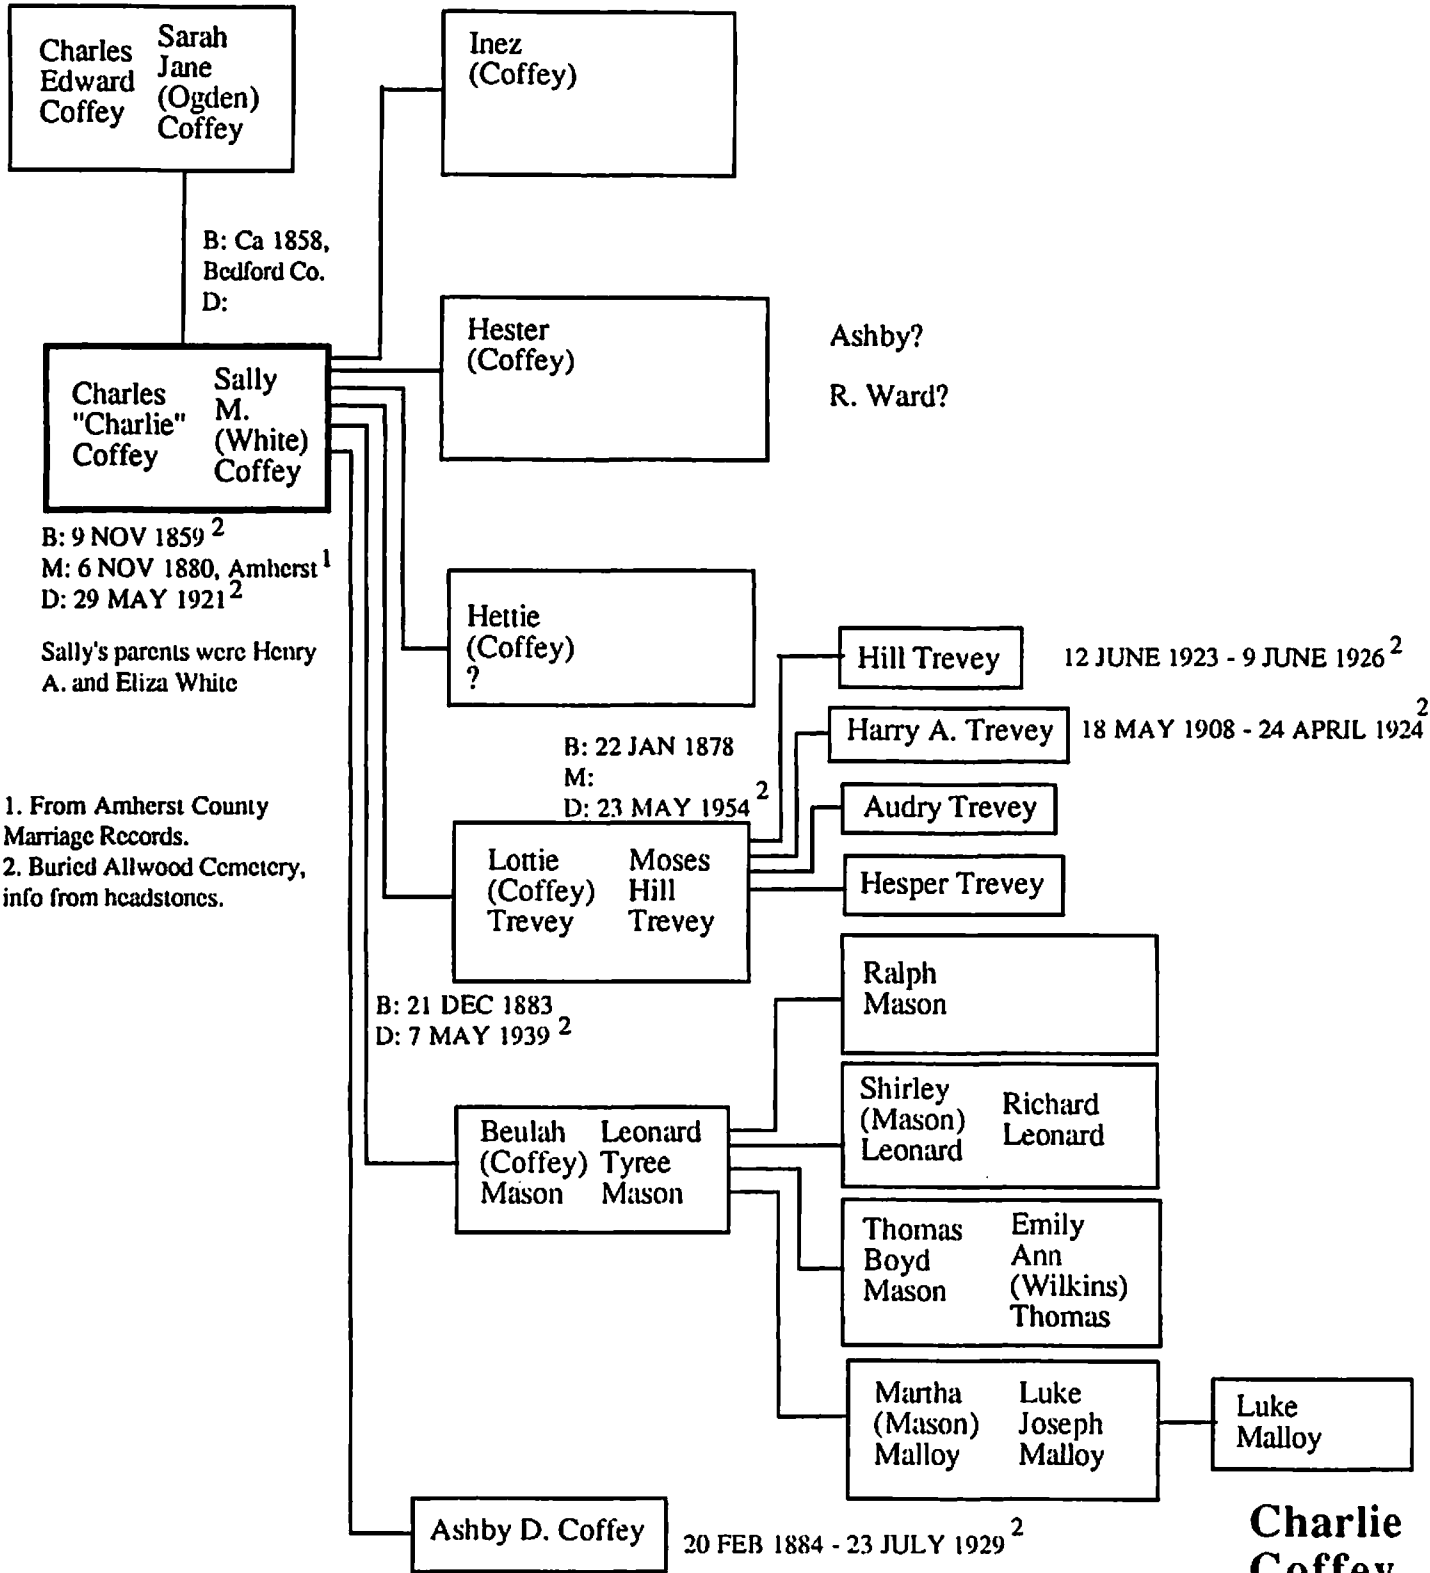 Charles
Edward
Coffey
Sarah
Jane
(Ogden)
Coffey
Inez
(Coffey)
B: Ca 1858,
Bedford Co.
D:
Hester
(Coffey)
Ashby?
R. Ward?
Charles
"Charlie"
Coffey
Sally
M.
(White)
Coffey
B: 9 NOV 1859 2
M: 6 NOV 1880, Amherst 1
D: 29 MAY 1921 2
Sally's parents were Henry
A. and Eliza White
Hettie
(Coffey)
?
Hill Trevey
12 JUNE 1923 - 9 JUNE 1926 2
Harry A. Trevey
18 MAY 1908 - 24 APRIL 1924 2
B: 22 JAN 1878
M:
D: 23 MAY 1954 2
Audry Trevey
1. From Amherst County
Marriage Records.
2. Buried Allwood Cemetery,
info from headstones.
Lottie
(Coffey)
Trevey
Moses
Hill
Trevey
Hesper Trevey
B: 21 DEC 1883
D: 7 MAY 1939 2
Ralph
Mason
Shirley
(Mason)
Leonard
Richard
Leonard
Beulah
(Coffey)
Mason
Leonard
Tyree
Mason
Thomas
Boyd
Mason
Emily
Ann
(Wilkins)
Thomas
Martha
(Mason)
Malloy
Luke
Joseph
Malloy
Luke
Malloy
Ashby D. Coffey
20 FEB 1884 - 23 JULY 1929 2
Charlie
Coffey